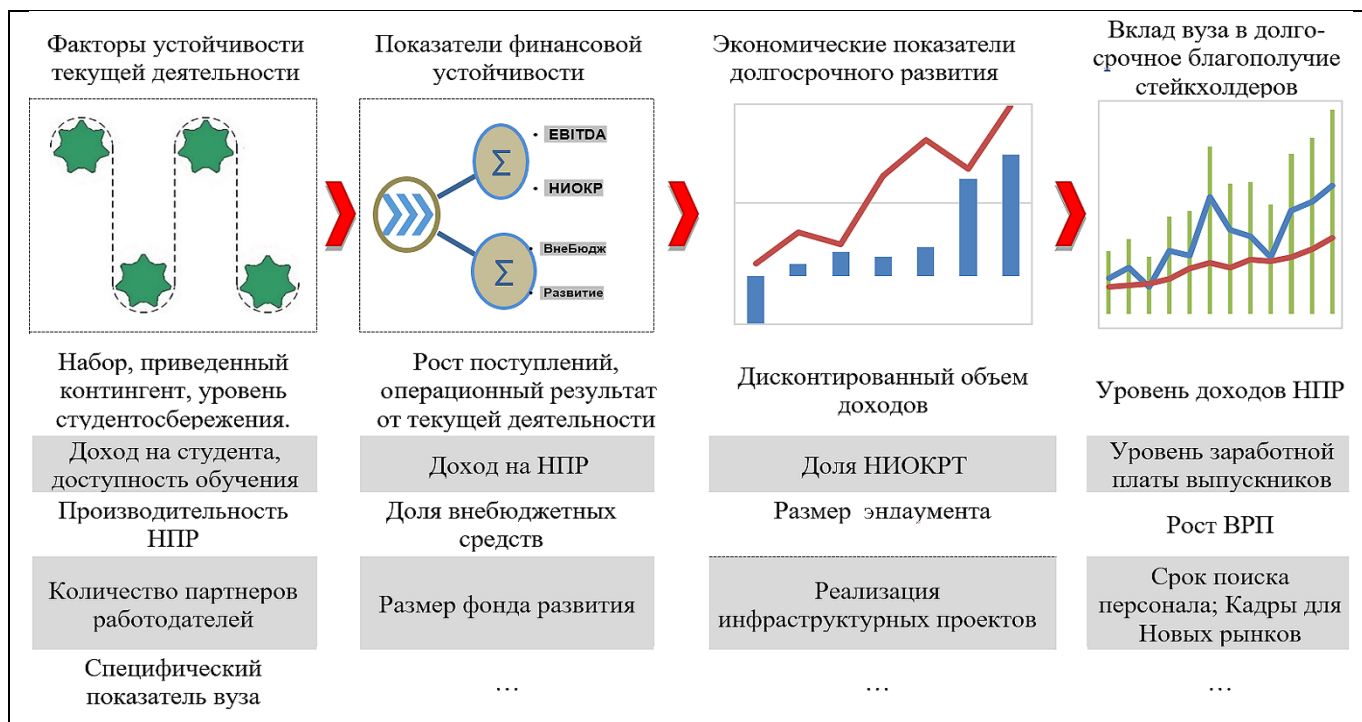 Факторы устойчивости
текущей деятельности
Показатели финансовой
устойчивости
Экономические показатели
долгосрочного развития
Вклад вуза в долго-
срочное благополучие
стейкхолдеров
• EBITDA
Σ
• НИОКР
• ВнеБюдж
Σ
• Развитие
Набор, приведенный
контингент, уровень
студентосбережения.
Рост поступлений,
операционный результат
от текущей деятельности
Дисконтированный объем
доходов
Уровень доходов НПР
Доход на студента,
доступность обучения
Доход на НПР
Доля НИОКРТ
Уровень заработной
платы выпускников
Производительность
НПР
Доля внебюджетных
средств
Размер эндаумента
Рост ВРП
Количество партнеров
работодателей
Размер фонда развития
Реализация
инфраструктурных проектов
Срок поиска
персонала; Кадры для
Новых рынков
Специфический
показатель вуза
…
…
…